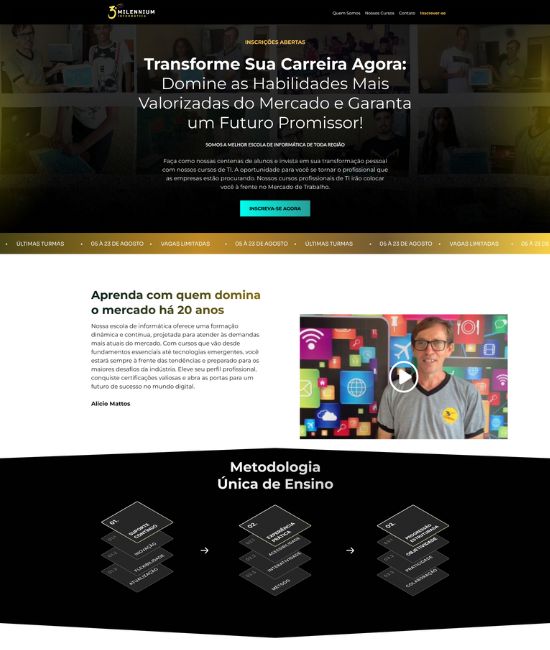 3
MILENNIUM
INFORMÁTICA
Quem Somos Nossos Cursos Contato Inscrever-se
INSCRIÇÕES ABERTAS
Transforme Sua Carreira Agora:
Domine as Habilidades Mais
Valorizadas do Mercado e Garanta
um Futuro Promissor!
SOMOS A MELHOR ESCOLA DE INFORMÁTICA DE TODA REGIÃO
Faça como nossas centenas de alunos e invista em sua transformação pessoal
com nossos cursos de TI. A oportunidade para você se tornar o profissional que
as empresas estão procurando. Nossos cursos profissionais de TI irão colocar
você à frente no Mercado de Trabalho.
INSCREVA-SE AGORA
• ÚLTIMAS TURMAS • 05 À 23 DE AGOSTO • VAGAS LIMITADAS • 05 À 23 DE AGOSTO • ÚLTIMAS TURMAS • 05 À 23 DE AGOSTO • VAGAS LIMITADAS • 05 À 23 DE
Aprenda com quem domina
o mercado há 20 anos
Nossa escola de informática oferece uma formação
dinâmica e contínua, projetada para atender às demandas
mais atuais do mercado. Com cursos que vão desde
fundamentos essenciais até tecnologias emergentes, você
estará sempre à frente das tendências e preparado para os
maiores desafios da indústria. Eleve seu perfil profissional,
conquiste certificações valiosas e abra as portas para um
futuro de sucesso no mundo digital.
Alício Mattos
Metodologia
Única de Ensino
01.
SUPORTE
CONTÍNUO
INOVAÇÃO
FLEXIBILIDADE
ATUALIZAÇÃO
02.
EXPERIÊNCIA
PRÁTICA
ACESSIBILIDADE
INTERATIVIDADE
MÉTODO
03.
PROGRESSÃO
ESTRUTURADA
OBJETIVIDADE
PRATICIDADE
COLABORAÇÃO